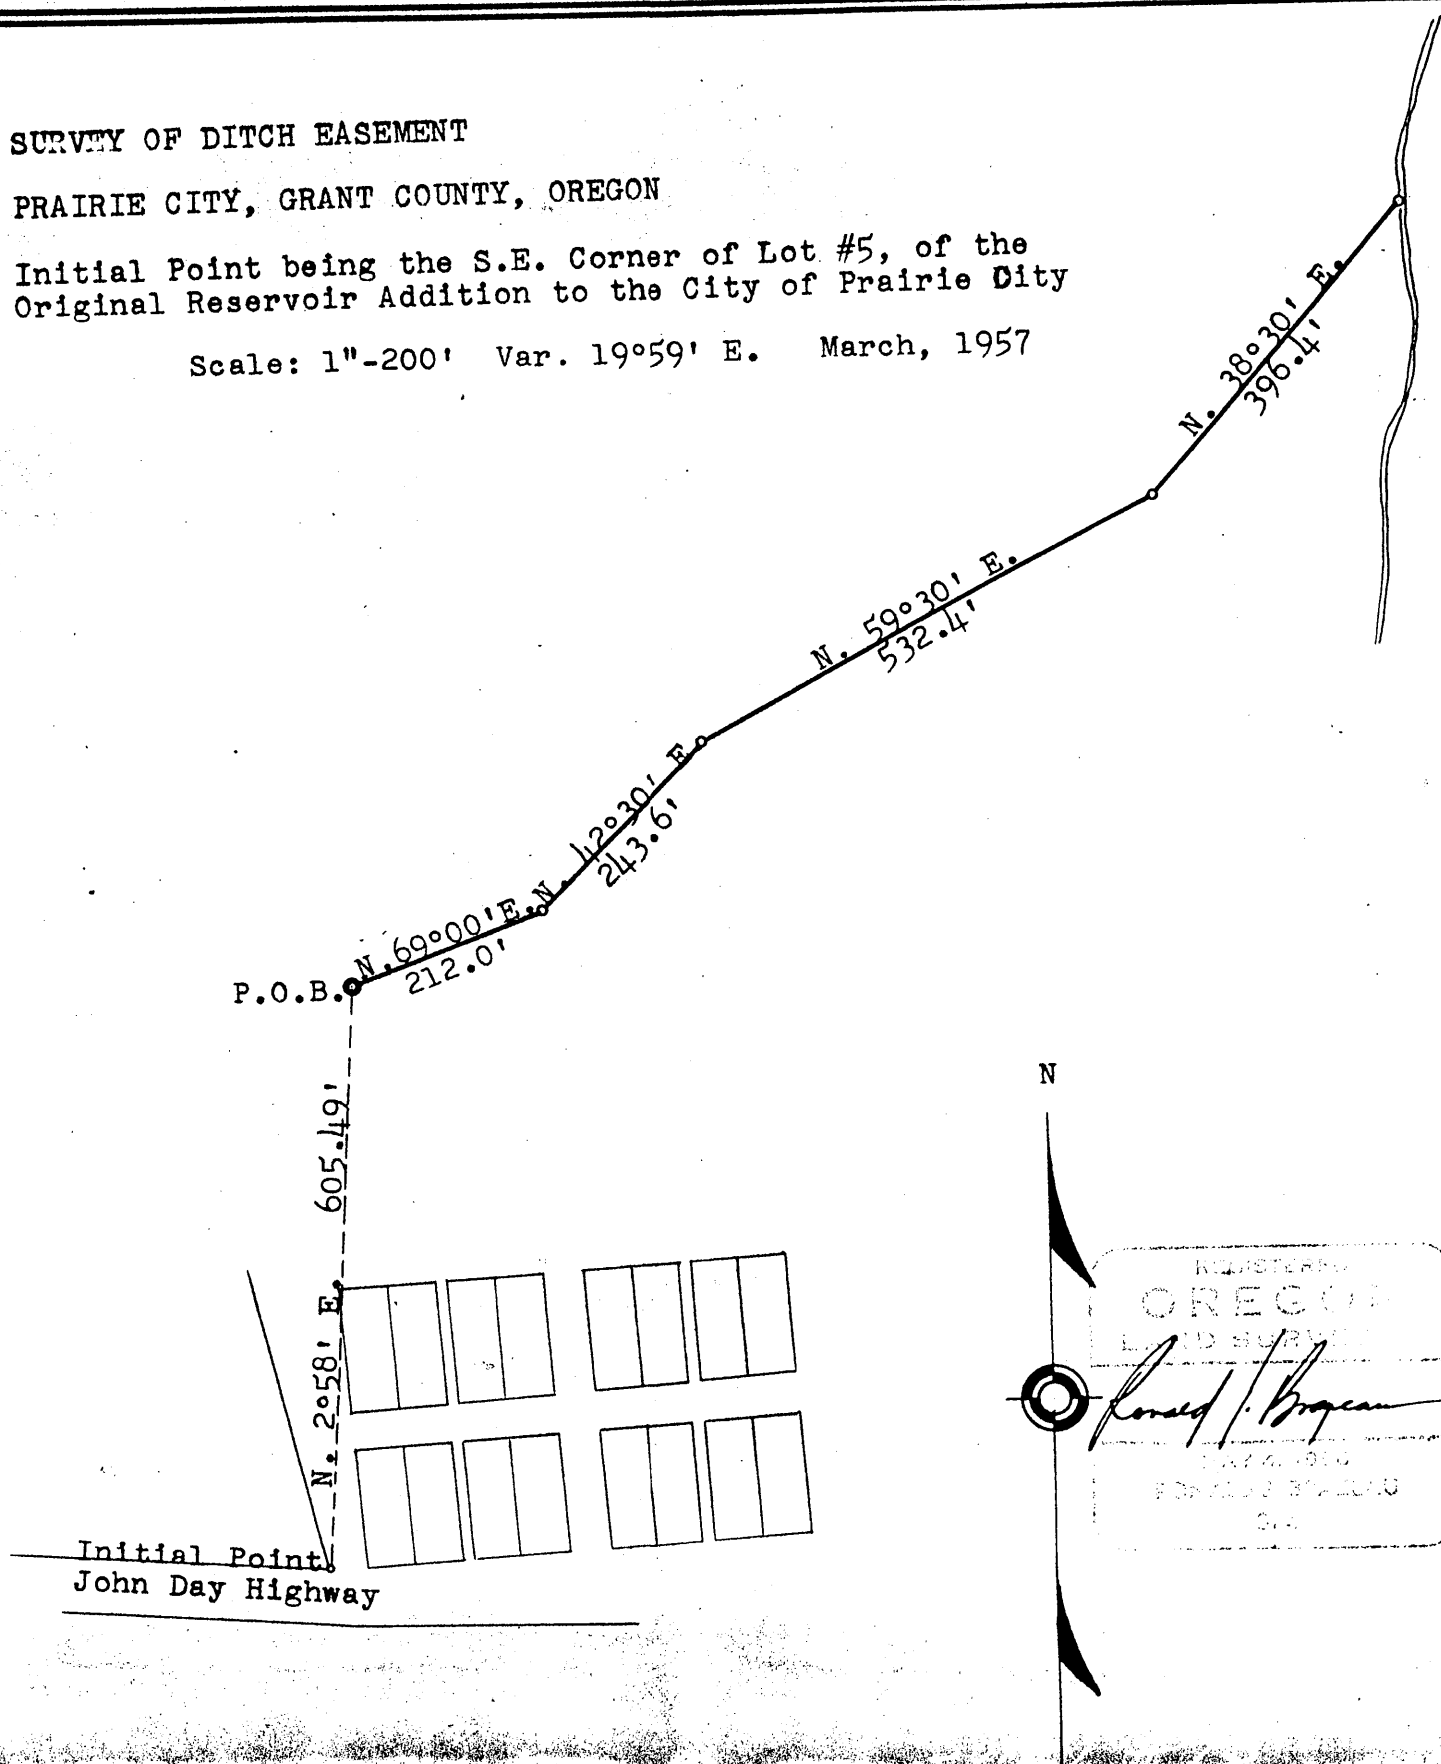 SURVEY OF DITCH EASEMENT
PRAIRIE CITY, GRANT COUNTY, OREGON
Initial Point being the S.E. Corner of Lot #5, of the
Original Reservoir Addition to the City of Prairie City
Scale: 1"-200' Var. 19°59' E. March, 1957
N. 38°30' E.
396.4'
N. 59°30' E.
532.4'
N. 42°30' E.
243.6'
N. 69°00' E.
212.0'
P.O.B.
605.49'
N. 2°58' E.
N
REGISTERED
OREGON
LAND
Ronald
Initial Point
John Day Highway